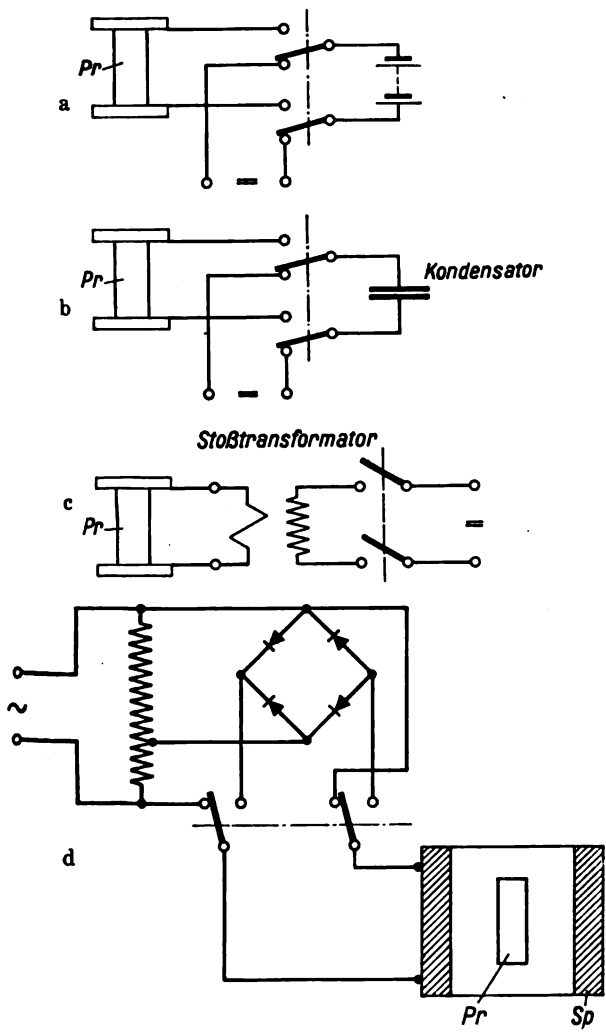 Pr
a
=
Pr
b
Kondensator
=
Stoßtransformator
c
Pr
=
~
d
Pr
Sp